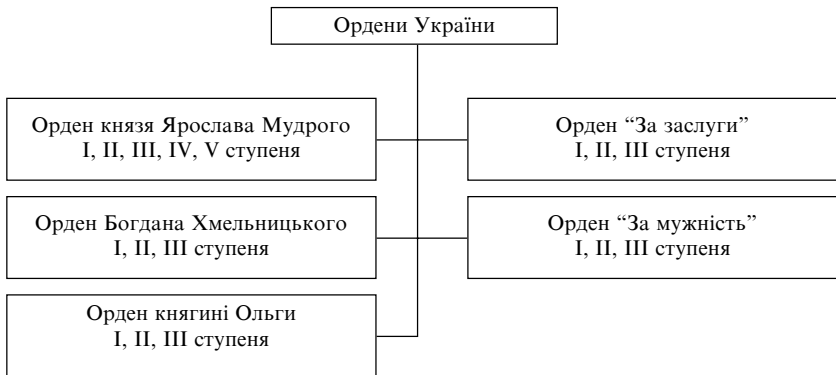 Ордени України
Орден князя Ярослава Мудрого
I, II, III, IV, V ступеня
Орден “За заслуги”
I, II, III ступеня
Орден Богдана Хмельницького
I, II, III ступеня
Орден “За мужність”
I, II, III ступеня
Орден княгині Ольги
I, II, III ступеня